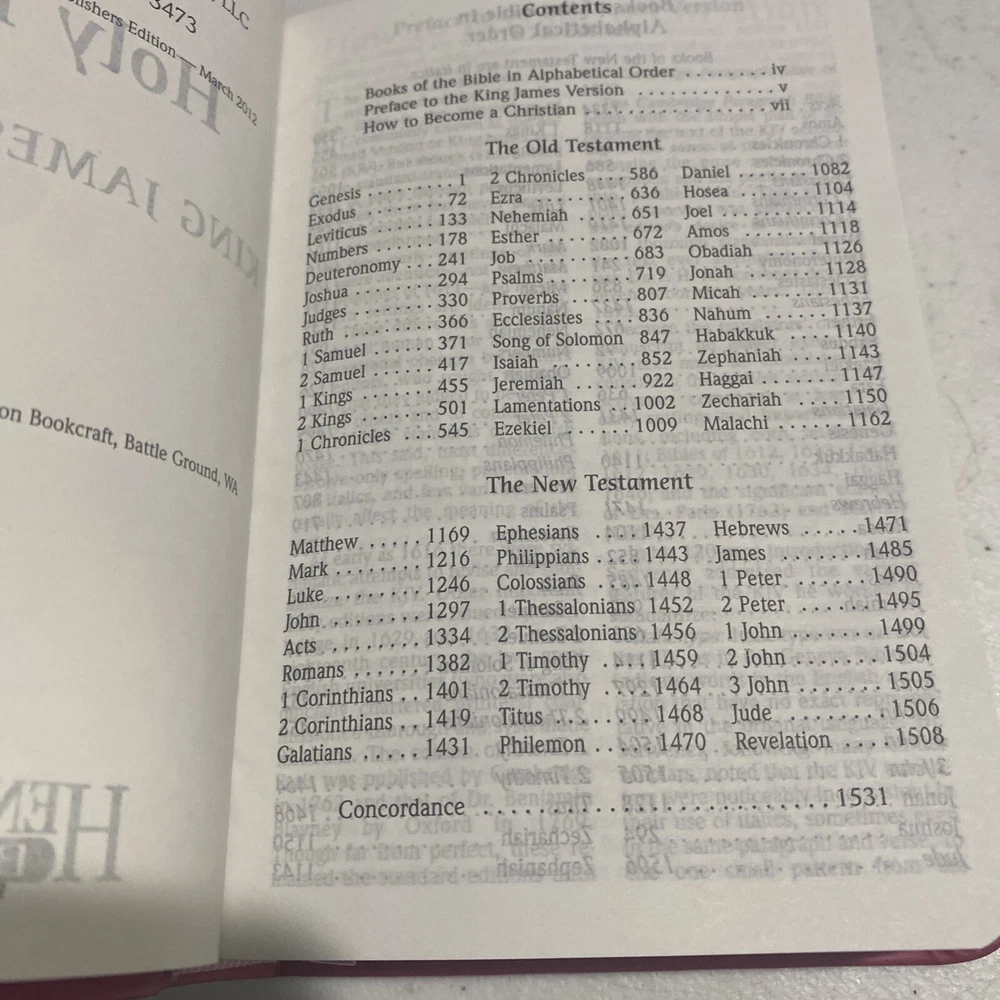 LLC
3473
Edition — March 2012
Bookcraft, Battle Ground, WA
Contents
Books of the Bible in Alphabetical Order ........ iv
Preface to the King James Version ............ v
How to Become a Christian ................. vii
The Old Testament
Genesis ......... 1
Exodus ........ 72
Leviticus ...... 133
Numbers ...... 178
Deuteronomy ... 241
Joshua ........ 294
Judges ........ 330
Ruth ......... 366
1 Samuel ...... 371
2 Samuel ...... 417
1 Kings ....... 455
2 Kings ....... 501
1 Chronicles ... 545
2 Chronicles ... 586
Ezra ......... 636
Nehemiah ..... 651
Esther ....... 672
Job .......... 683
Psalms ....... 719
Proverbs ...... 807
Ecclesiastes .... 836
Song of Solomon 847
Isaiah ........ 852
Jeremiah ...... 922
Lamentations .. 1002
Ezekiel ....... 1009
Daniel ....... 1082
Hosea ....... 1104
Joel ......... 1114
Amos ....... 1118
Obadiah ..... 1126
Jonah ....... 1128
Micah ....... 1131
Nahum ...... 1137
Habakkuk .... 1140
Zephaniah ... 1143
Haggai ....... 1147
Zechariah .... 1150
Malachi ...... 1162
The New Testament
Matthew ..... 1169
Mark ........ 1216
Luke ........ 1246
John ........ 1297
Acts ......... 1334
Romans ...... 1382
1 Corinthians .. 1401
2 Corinthians .. 1419
Galatians ..... 1431
Ephesians .... 1437
Philippians .... 1443
Colossians .... 1448
1 Thessalonians 1452
2 Thessalonians 1456
1 Timothy .... 1459
2 Timothy .... 1464
Titus ........ 1468
Philemon ..... 1470
Hebrews ..... 1471
James ....... 1485
1 Peter ...... 1490
2 Peter ...... 1495
1 John ....... 1499
2 John ....... 1504
3 John ....... 1505
Jude ........ 1506
Revelation .... 1508
Concordance ........................ 1531